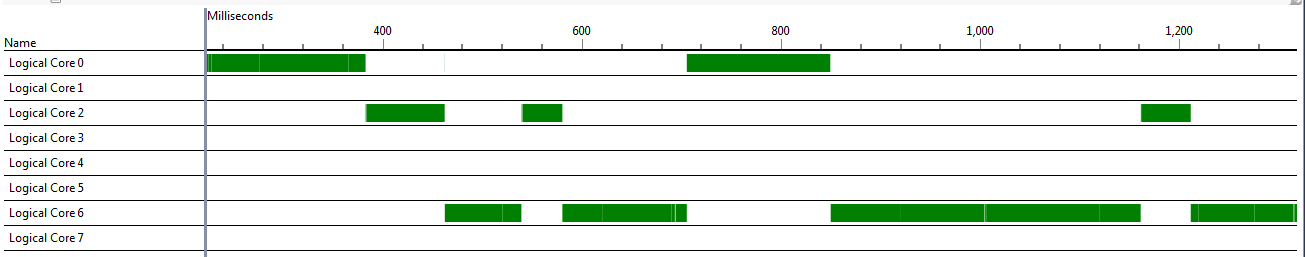 Milliseconds
400 600 800 1,000 1,200
Name
Logical Core 0
Logical Core 1
Logical Core 2
Logical Core 3
Logical Core 4
Logical Core 5
Logical Core 6
Logical Core 7